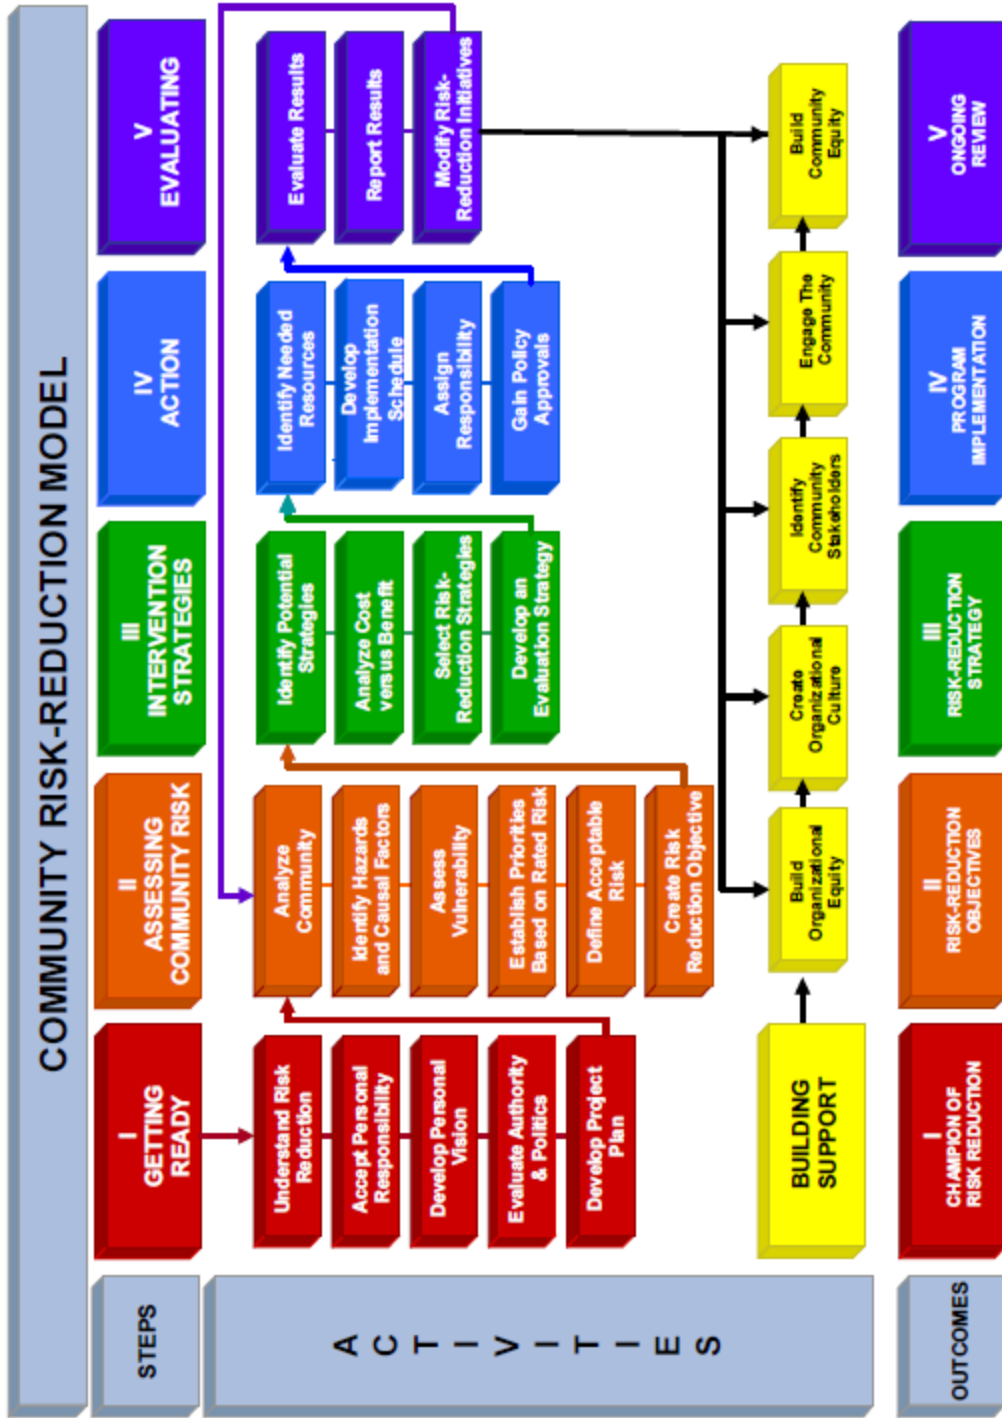 COMMUNITY RISK-REDUCTION MODEL
STEPS
I
GETTING
READY
II
ASSESSING
COMMUNITY RISK
III
INTERVENTION
STRATEGIES
IV
ACTION
V
EVALUATING
A
C
T
I
V
I
T
I
E
S
Understand Risk
Reduction
Accept Personal
Responsibility
Develop Personal
Vision
Evaluate Authority
& Politics
Develop Project
Plan
Analyze
Community
Identify Hazards
and Causal Factors
Assess
Vulnerability
Establish Priorities
Based on Rated Risk
Define Acceptable
Risk
Create Risk
Reduction Objective
Identify Potential
Strategies
Analyze Cost
versus Benefit
Select Risk-
Reduction Strategies
Develop an
Evaluation Strategy
Identify Needed
Resources
Develop
Implementation
Schedule
Assign
Responsibility
Gain Policy
Approvals
Evaluate Results
Report Results
Modify Risk-
Reduction Initiatives
BUILDING
SUPPORT
Build
Organizational
Equity
Create
Organizational
Culture
Identify
Community
Stakeholders
Engage The
Community
Build
Community
Equity
OUTCOMES
I
CHAMPION OF
RISK REDUCTION
II
RISK-REDUCTION
OBJECTIVES
III
RISK-REDUCTION
STRATEGY
IV
PROGRAM
IMPLEMENTATION
V
ONGOING
REVIEW